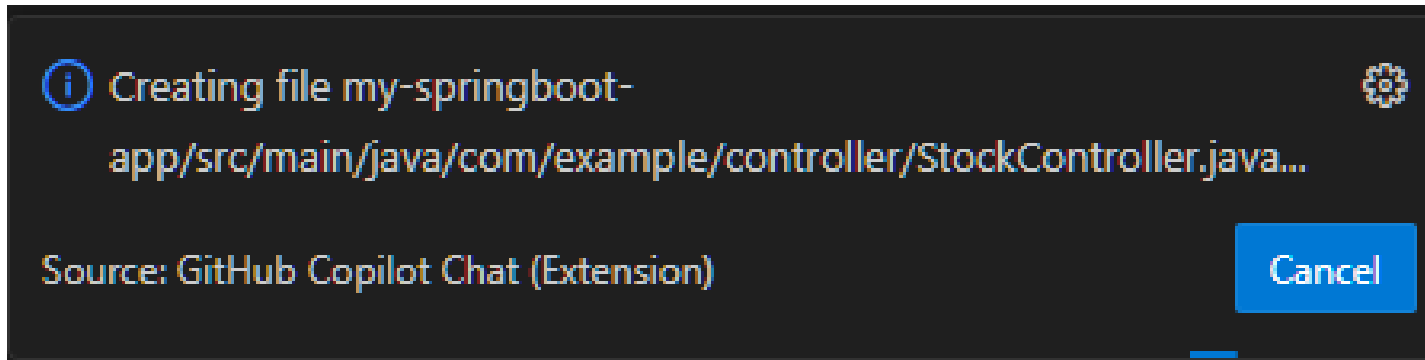 Creating file my-springboot-
app/src/main/java/com/example/controller/StockController.java...
Source: GitHub Copilot Chat (Extension)
Cancel